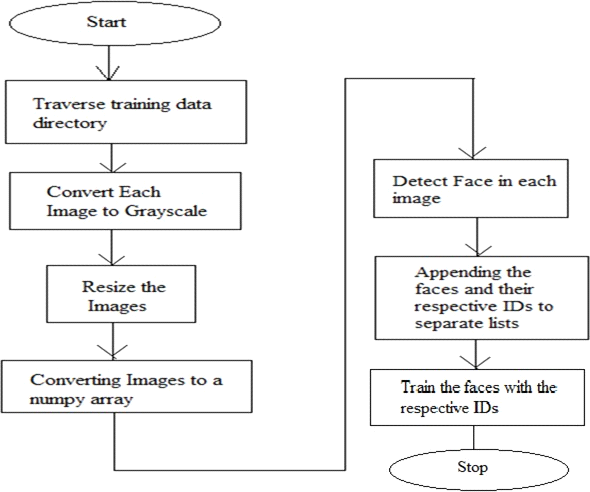 Start
Traverse training data
directory
Convert Each
Image to Grayscale
Resize the
Images
Converting Images to a
numpy array
Detect Face in each
image
Appending the
faces and their
respective IDs to
separate lists
Train the faces with the
respective IDs
Stop